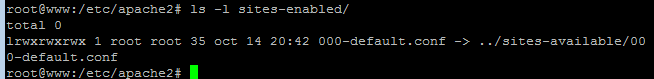 root@www:/etc/apache2# ls -l sites-enabled/
total 0
lrwxrwxrwx 1 root root 35 oct 14 20:42 000-default.conf -> ../sites-available/00
0-default.conf
root@www:/etc/apache2#